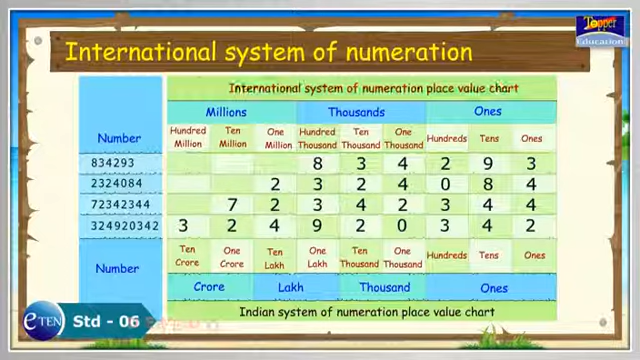 Topper
Education
International system of numeration
International system of numeration place value chart
Number Millions Thousands Ones
Hundred Million Ten Million One Million Hundred Thousand Ten Thousand One Thousand Hundreds Tens Ones
834293 8 3 4 2 9 3
2324084 2 3 2 4 0 8 4
72342344 7 2 3 4 2 3 4 4
324920342 3 2 4 9 2 0 3 4 2
Number Ten Crore One Crore Ten Lakh One Lakh Ten Thousand One Thousand Hundreds Tens Ones
Crore Lakh Thousand Ones
Indian system of numeration place value chart
eTEN Std - 06